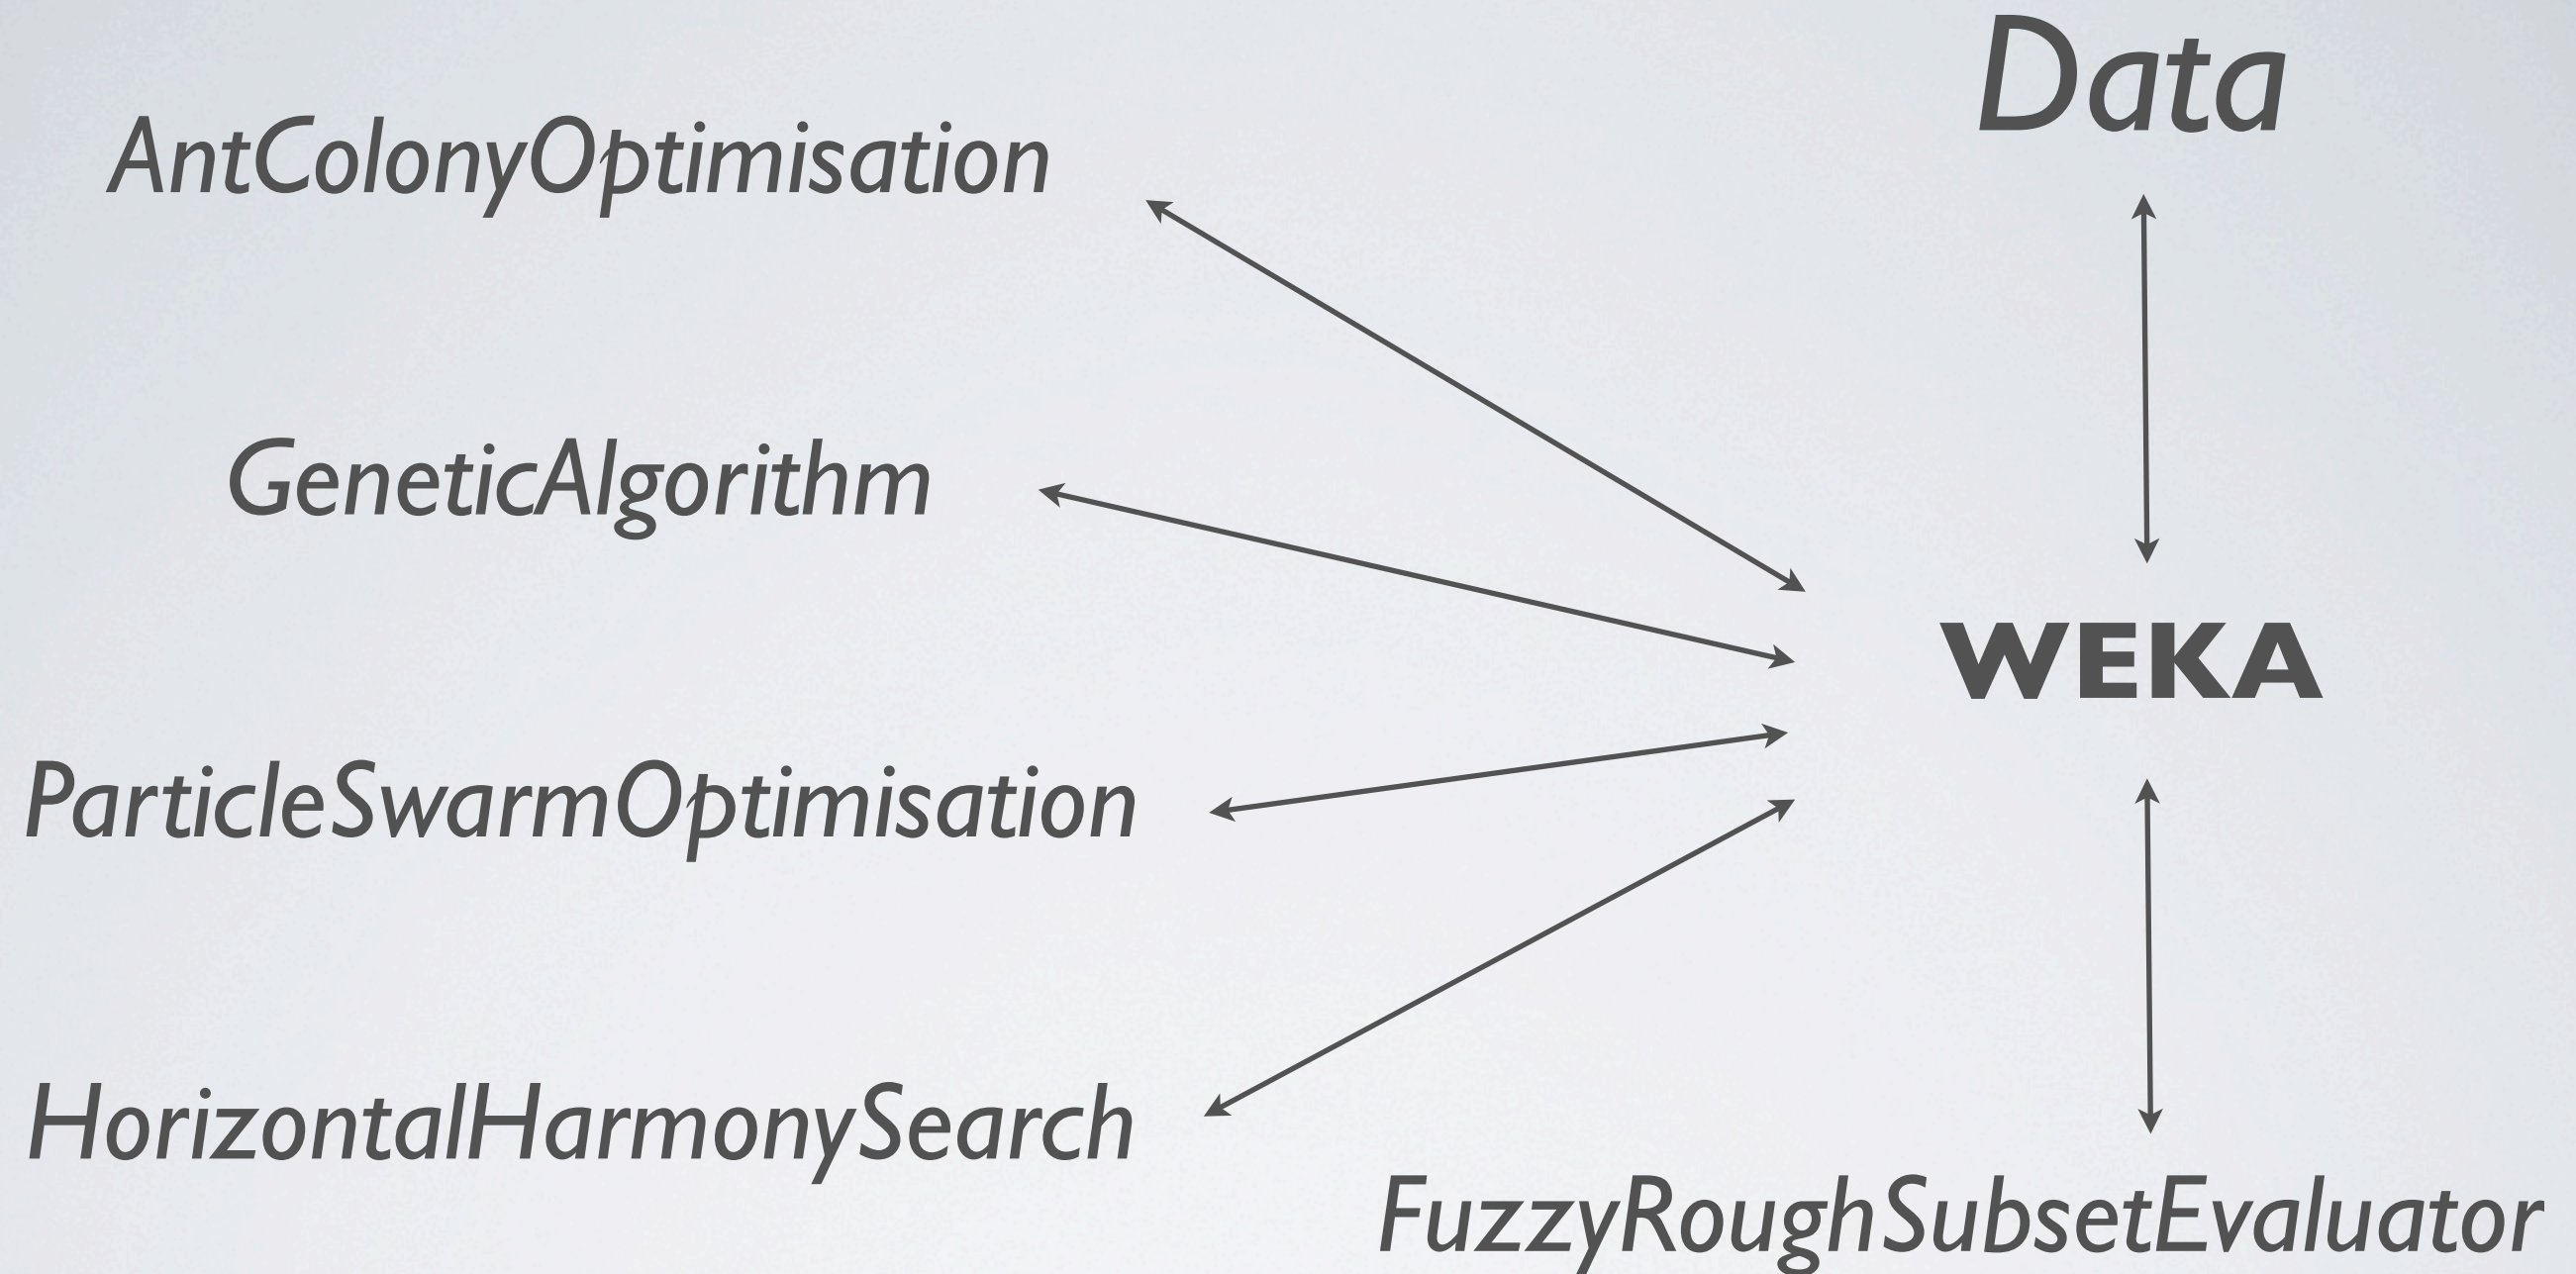 Data
AntColonyOptimisation
GeneticAlgorithm
WEKA
ParticleSwarmOptimisation
HorizontalHarmonySearch
FuzzyRoughSubsetEvaluator